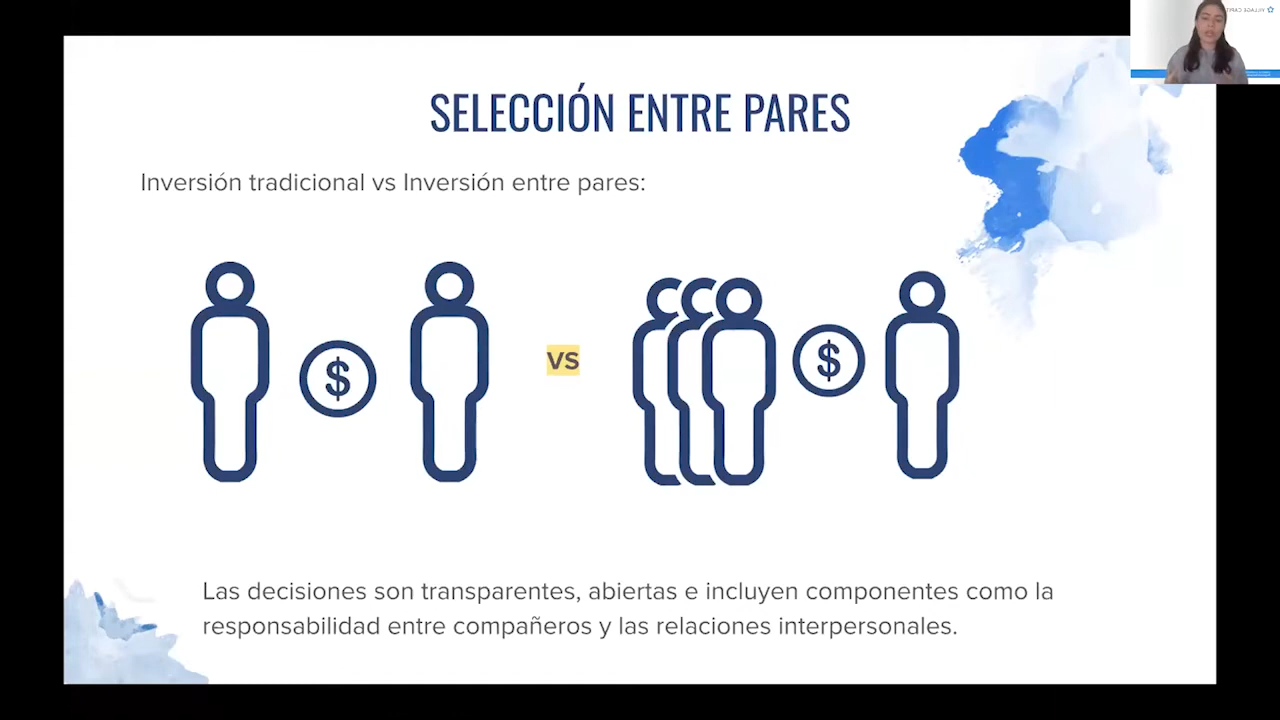 SELECCIÓN ENTRE PARES
Inversión tradicional vs Inversión entre pares:
$
vs
$
Las decisiones son transparentes, abiertas e incluyen componentes como la
responsabilidad entre compañeros y las relaciones interpersonales.